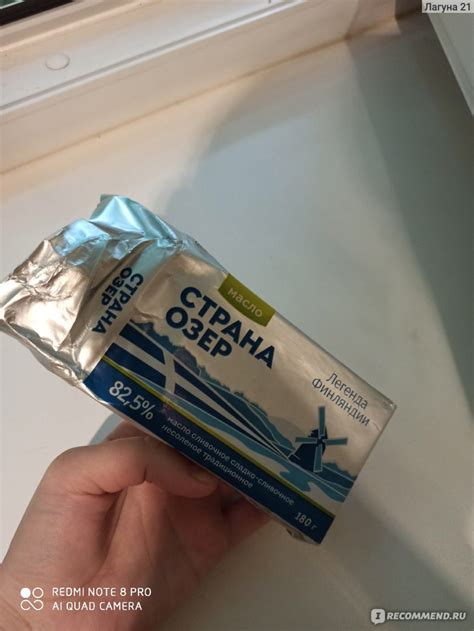 Лагуна 21
СТРАНА
ОЗЕР
масло
СТРАНА
ОЗЕР
Легенда
Финляндии
82,5%
масло сливочное сладко-сливочное
несоленое традиционное
180 г
REDMI NOTE 8 PRO
AI QUAD CAMERA
I RECOMMEND.RU